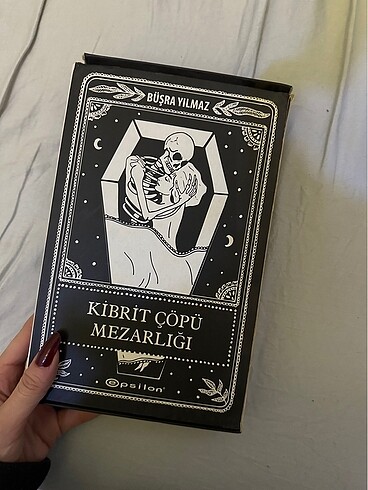 BÜŞRA YILMAZ
KİBRİT ÇÖPÜ
MEZARLIĞI
epsilon